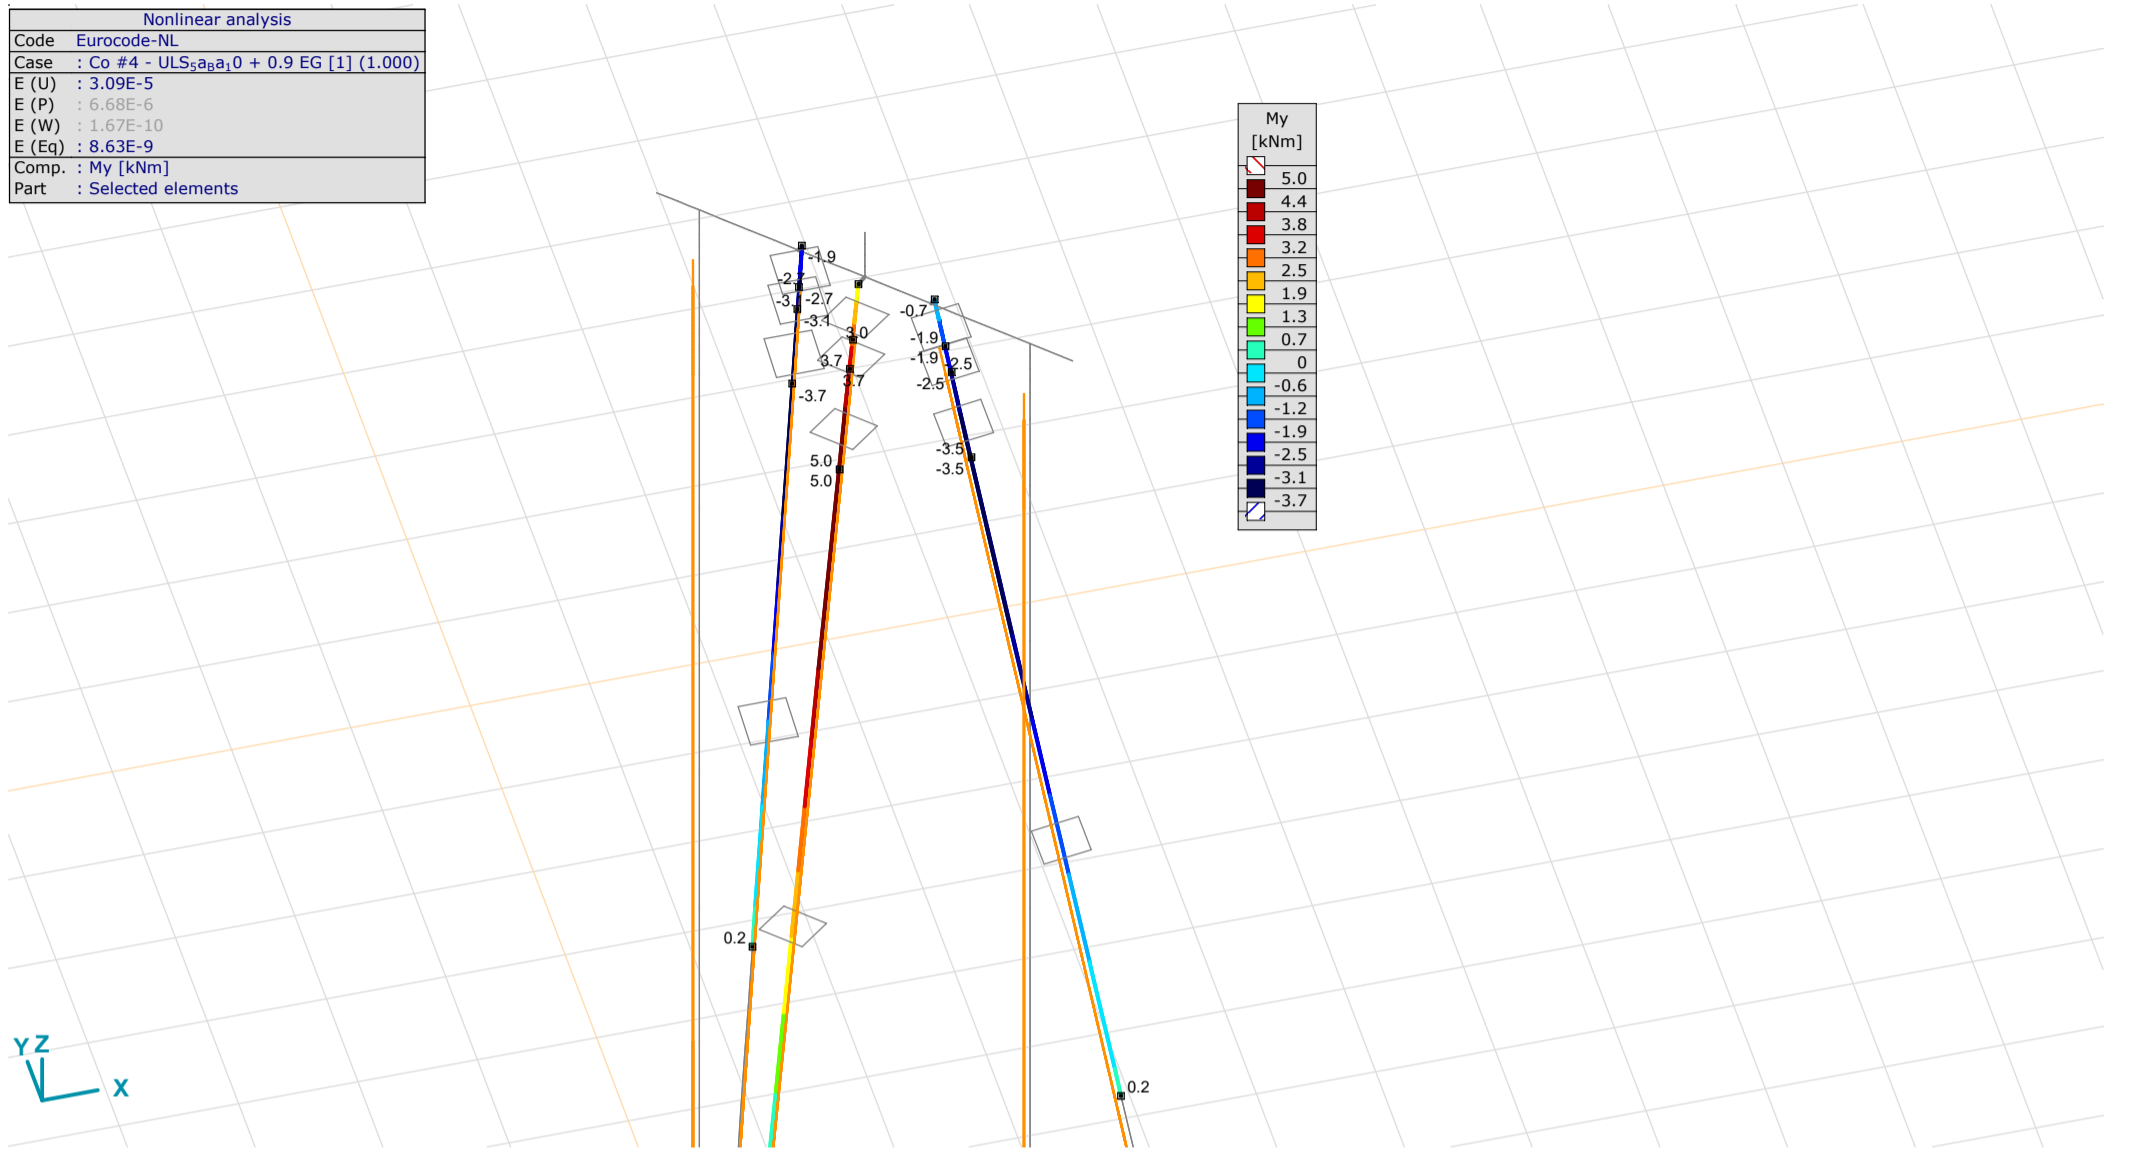 Nonlinear analysis
Code Eurocode-NL
Case : Co #4 - ULS₅aBa₁0 + 0.9 EG [1] (1.000)
E (U) : 3.09E-5
E (P) : 6.68E-6
E (W) : 1.67E-10
E (Eq) : 8.63E-9
Comp. : My [kNm]
Part : Selected elements
My
[kNm]
5.0
4.4
3.8
3.2
2.5
1.9
1.3
0.7
0
-0.6
-1.2
-1.9
-2.5
-3.1
-3.7
-1.9
-2.7
-2.7
-3.1
-3.7
3.0
3.7
3.7
5.0
5.0
-0.7
-1.9
-1.9
-2.5
-2.5
-3.5
-3.5
0.2
0.2
Y Z
X